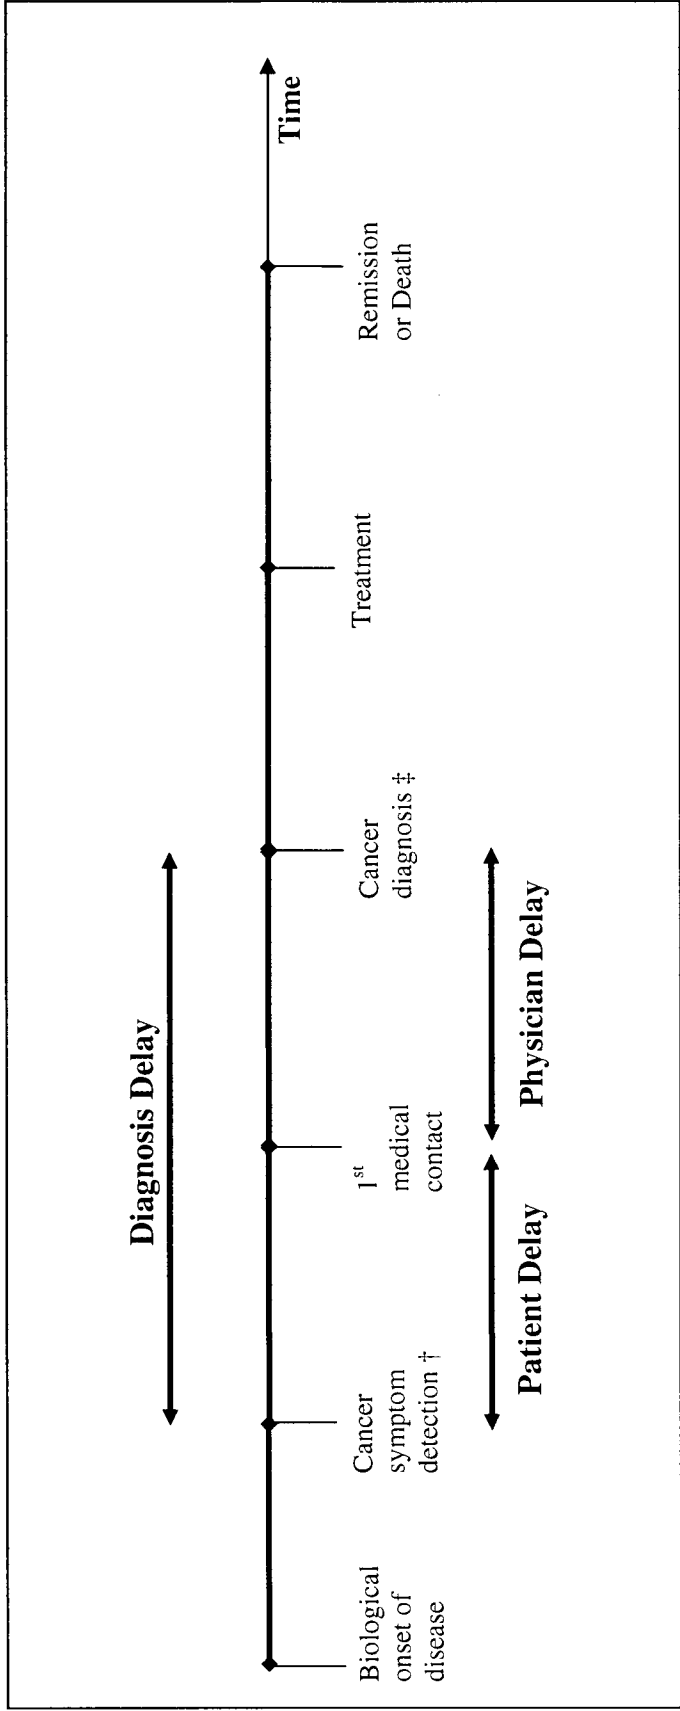 Diagnosis Delay
Time
Biological
onset of
disease
Cancer
symptom
detection †
1st
medical
contact
Cancer
diagnosis ‡
Treatment
Remission
or Death
Patient Delay
Physician Delay